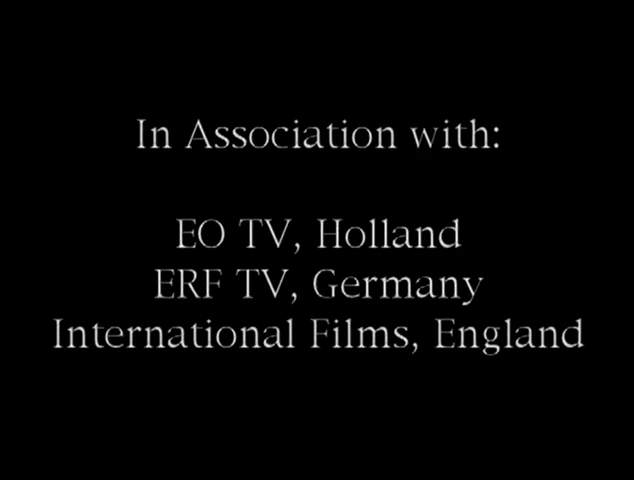 In Association with:
EO TV, Holland
ERF TV, Germany
International Films, England